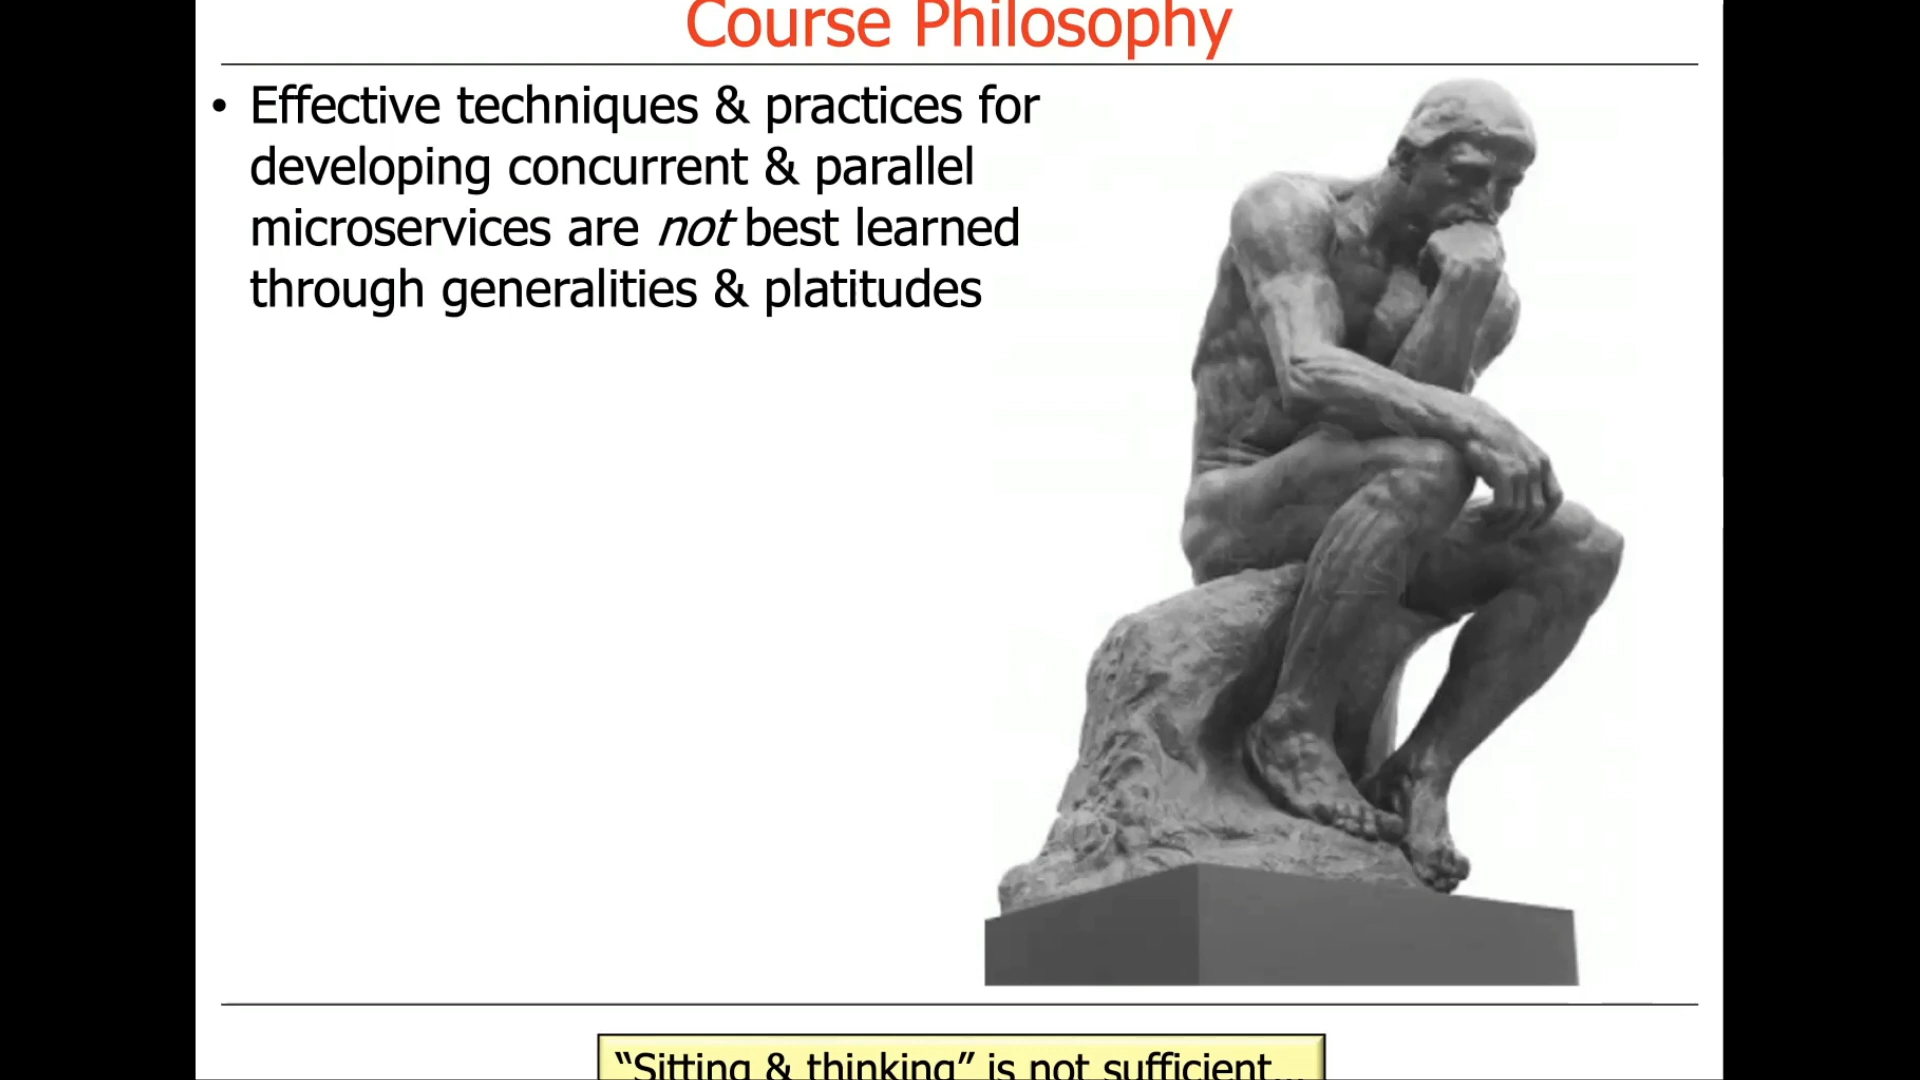 Course Philosophy
• Effective techniques & practices for
developing concurrent & parallel
microservices are not best learned
through generalities & platitudes
“Sitting & thinking” is not sufficient...